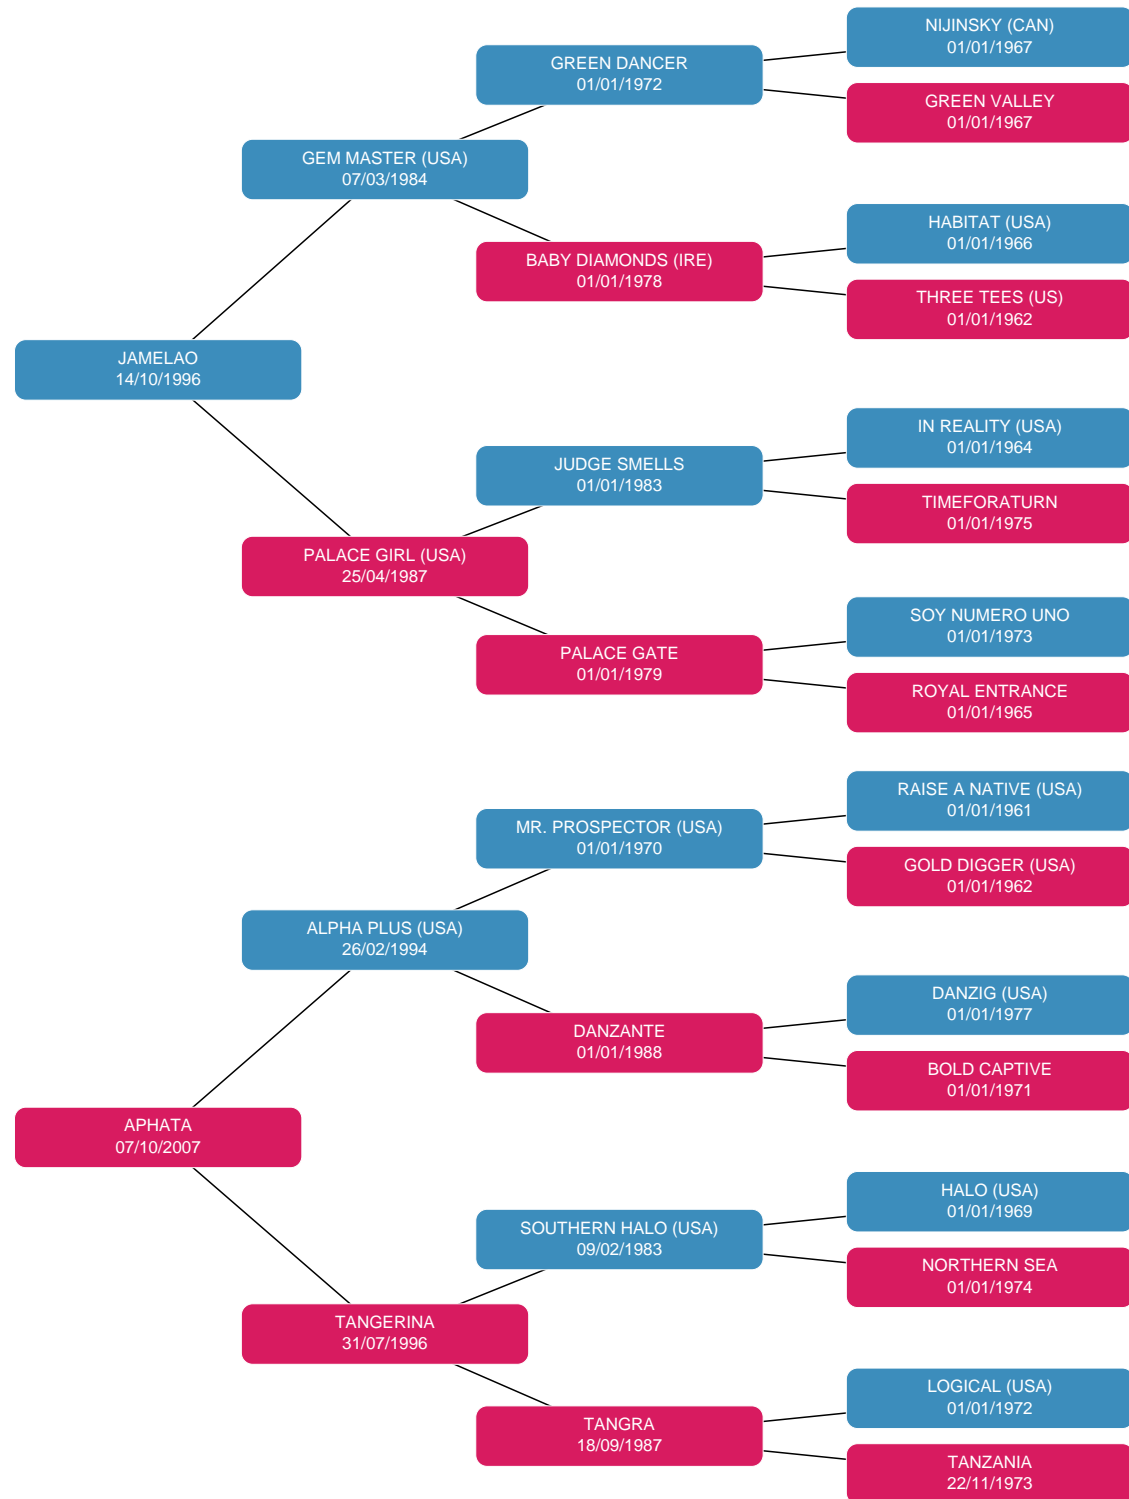 NIJINSKY (CAN)
01/01/1967
GREEN DANCER
01/01/1972
GREEN VALLEY
01/01/1967
GEM MASTER (USA)
07/03/1984
HABITAT (USA)
01/01/1966
BABY DIAMONDS (IRE)
01/01/1978
THREE TEES (US)
01/01/1962
JAMELAO
14/10/1996
IN REALITY (USA)
01/01/1964
JUDGE SMELLS
01/01/1983
TIMEFORATURN
01/01/1975
PALACE GIRL (USA)
25/04/1987
SOY NUMERO UNO
01/01/1973
PALACE GATE
01/01/1979
ROYAL ENTRANCE
01/01/1965
RAISE A NATIVE (USA)
01/01/1961
MR. PROSPECTOR (USA)
01/01/1970
GOLD DIGGER (USA)
01/01/1962
ALPHA PLUS (USA)
26/02/1994
DANZIG (USA)
01/01/1977
DANZANTE
01/01/1988
BOLD CAPTIVE
01/01/1971
APHATA
07/10/2007
HALO (USA)
01/01/1969
SOUTHERN HALO (USA)
09/02/1983
NORTHERN SEA
01/01/1974
TANGERINA
31/07/1996
LOGICAL (USA)
01/01/1972
TANGRA
18/09/1987
TANZANIA
22/11/1973